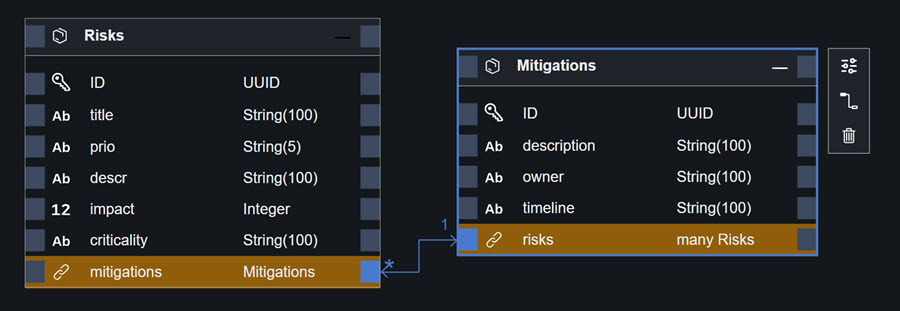 Risks
ID UUID
Ab title String(100)
Ab prio String(5)
Ab descr String(100)
12 impact Integer
Ab criticality String(100)
mitigations Mitigations
*
1
Mitigations
ID UUID
Ab description String(100)
Ab owner String(100)
Ab timeline String(100)
risks many Risks